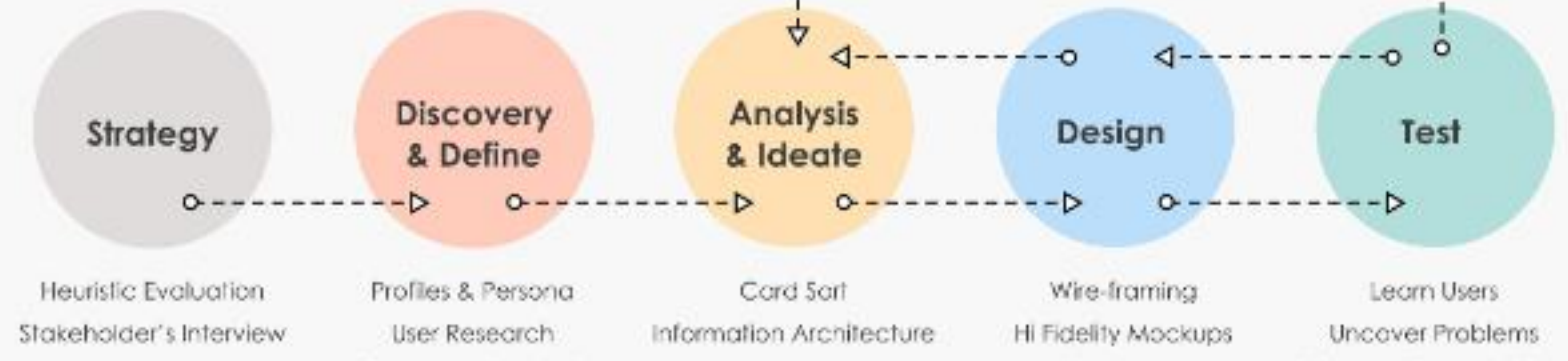 Strategy
Discovery
& Define
Analysis
& Ideate
Design
Test
Heuristic Evaluation
Stakeholder's Interview
Profiles & Persona
User Research
Card Sort
Information Architecture
Wire-framing
Hi Fidelity Mockups
Learn Users
Uncover Problems